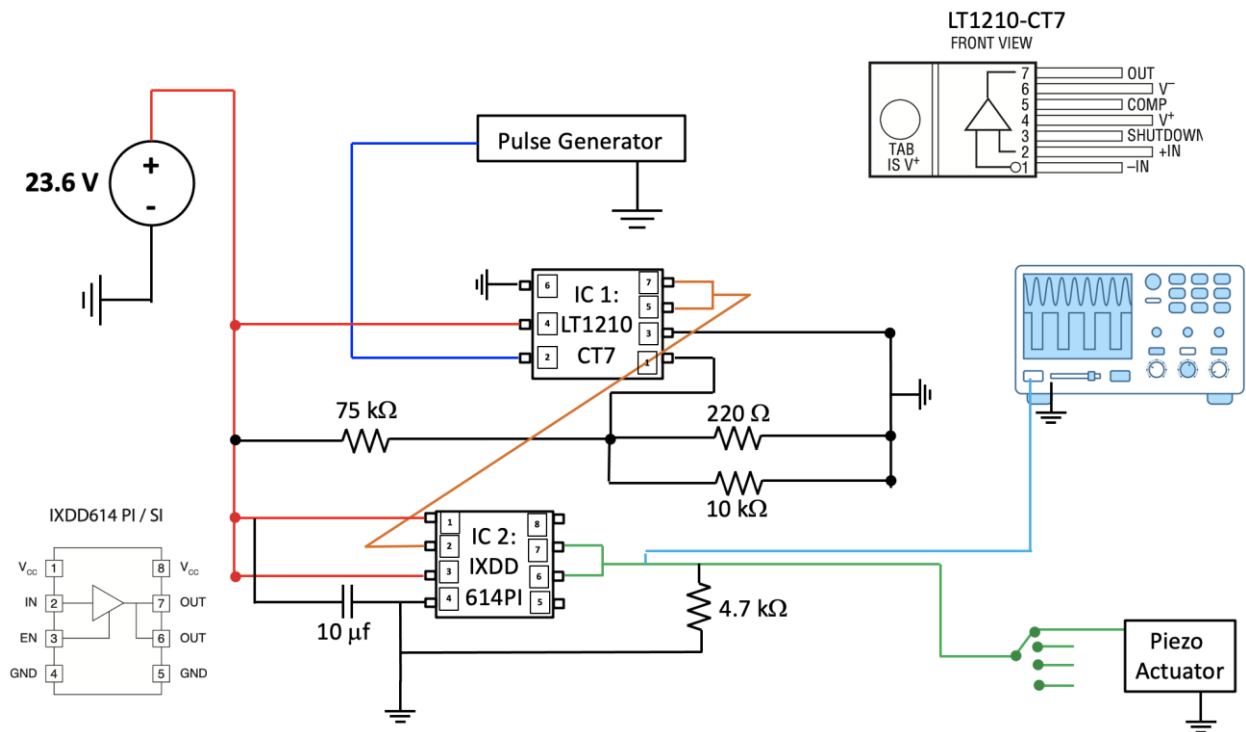 LT1210-CT7
FRONT VIEW
7 OUT
6 V⁻
5 COMP
4 V⁺
3 SHUTDOWN
2 +IN
1 –IN
TAB
IS V⁺
Pulse Generator
23.6 V
+
-
6
4
2
IC 1:
LT1210
CT7
7
5
3
1
75 kΩ
220 Ω
10 kΩ
IXDD614 PI / SI
V_CC 1
IN 2
EN 3
GND 4
8 V_CC
7 OUT
6 OUT
5 GND
1
2
3
4
IC 2:
IXDD
614PI
8
7
6
5
10 μf
4.7 kΩ
Piezo
Actuator